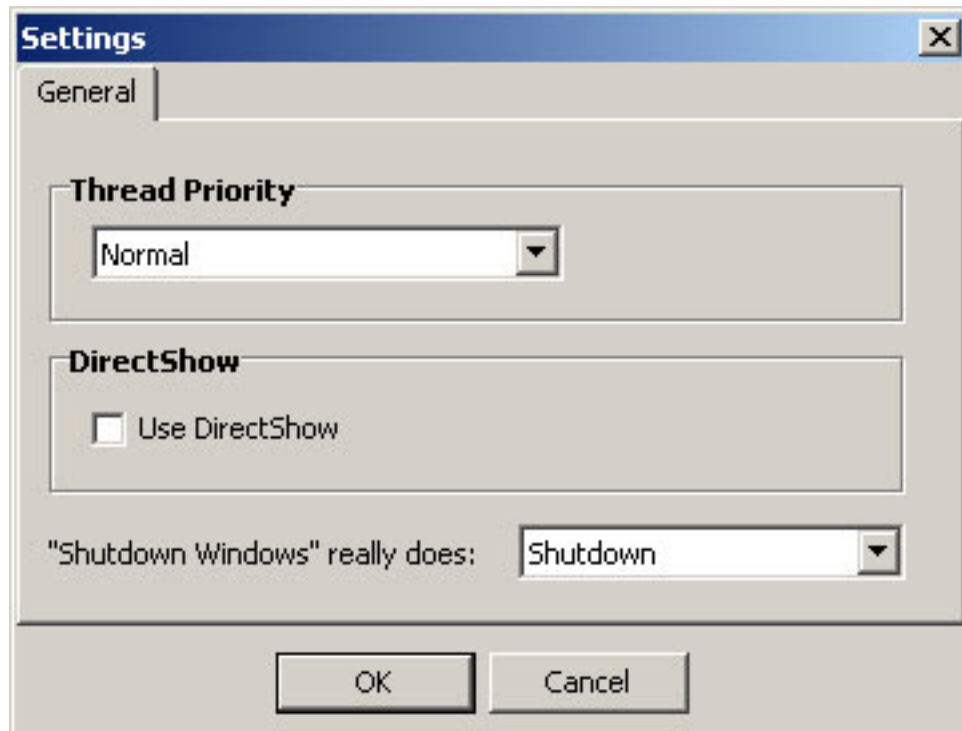 Settings
General
Thread Priority
Normal
DirectShow
Use DirectShow
"Shutdown Windows" really does: Shutdown
OK Cancel